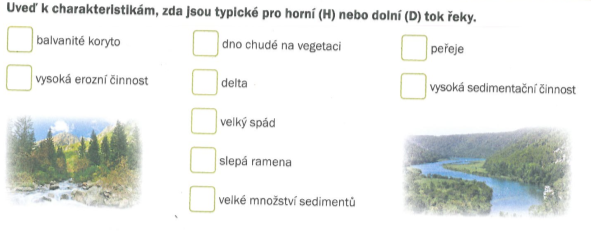 Uveď k charakteristikám, zda jsou typické pro horní (H) nebo dolní (D) tok řeky.
balvanité koryto
dno chudé na vegetaci
peřeje
vysoká erozní činnost
delta
vysoká sedimentační činnost
velký spád
slepá ramena
velké množství sedimentů